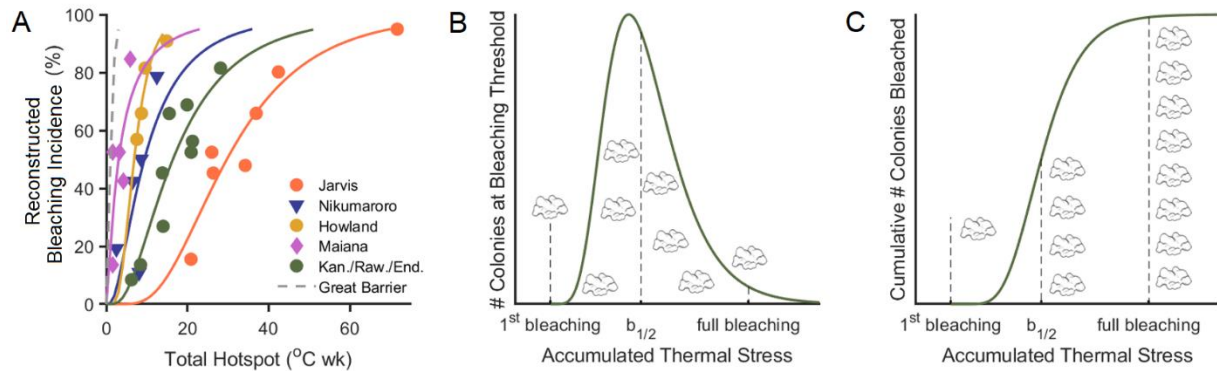 A
Reconstructed
Bleaching Incidence (%)
100
80
60
40
20
0
Jarvis
Nikumaroro
Howland
Maiana
Kan./Raw./End.
Great Barrier
0 20 40 60
Total Hotspot (°C wk)
B
# Colonies at Bleaching Threshold
1st bleaching b1/2 full bleaching
Accumulated Thermal Stress
C
Cumulative # Colonies Bleached
1st bleaching b1/2 full bleaching
Accumulated Thermal Stress